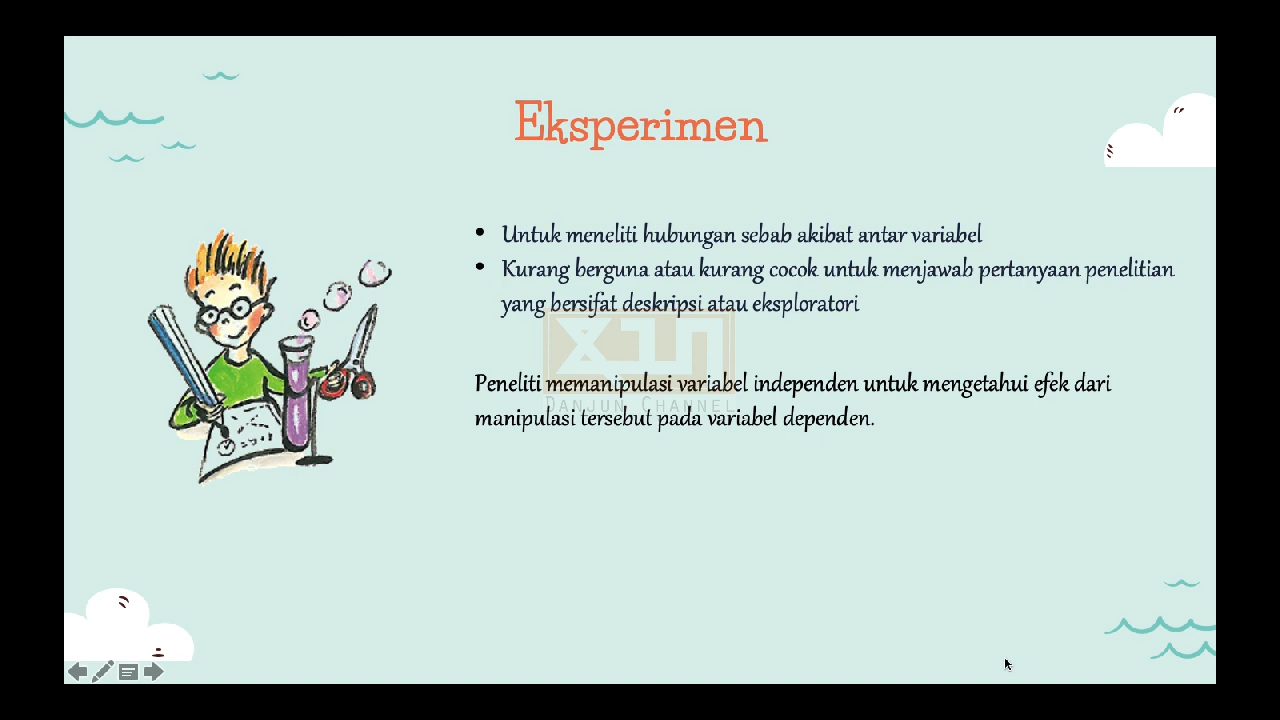 Eksperimen
• Untuk meneliti hubungan sebab akibat antar variabel
• Kurang berguna atau kurang cocok untuk menjawab pertanyaan penelitian
yang bersifat deskripsi atau eksploratori
Peneliti memanipulasi variabel independen untuk mengetahui efek dari
DANJUN CHANNEL
manipulasi tersebut pada variabel dependen.